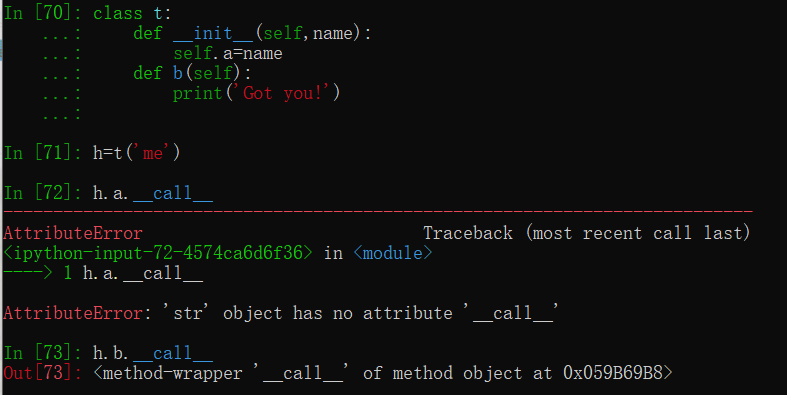 In [70]: class t:
    ...:     def __init__(self,name):
    ...:         self.a=name
    ...:     def b(self):
    ...:         print('Got you!')
    ...:
In [71]: h=t('me')
In [72]: h.a.__call__
---------------------------------------------------------------------------
AttributeError                            Traceback (most recent call last)
<ipython-input-72-4574ca6d6f36> in <module>
----> 1 h.a.__call__
AttributeError: 'str' object has no attribute '__call__'
In [73]: h.b.__call__
Out[73]: <method-wrapper '__call__' of method object at 0x059B69B8>